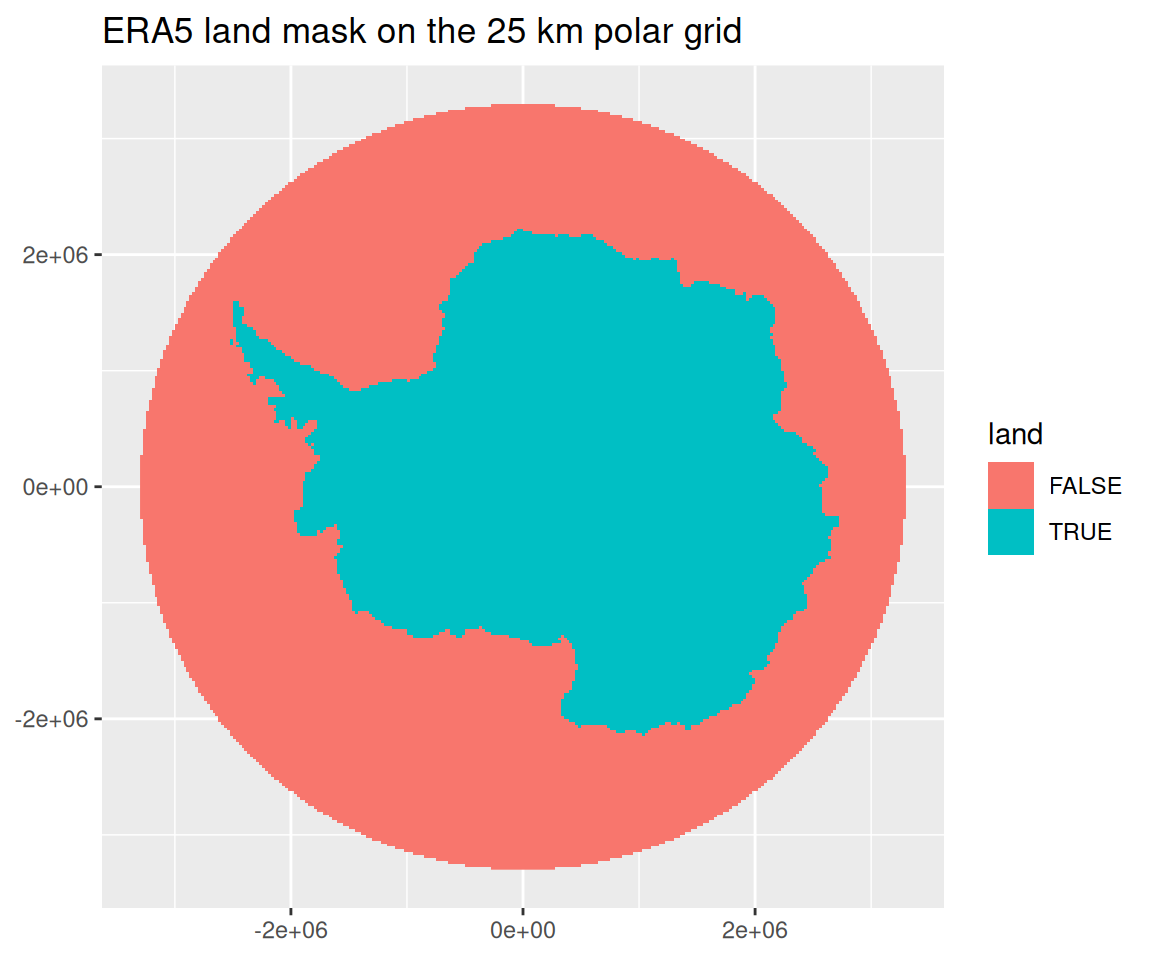 ERA5 land mask on the 25 km polar grid
2e+06
0e+00
-2e+06
-2e+06
0e+00
2e+06
land
FALSE
TRUE